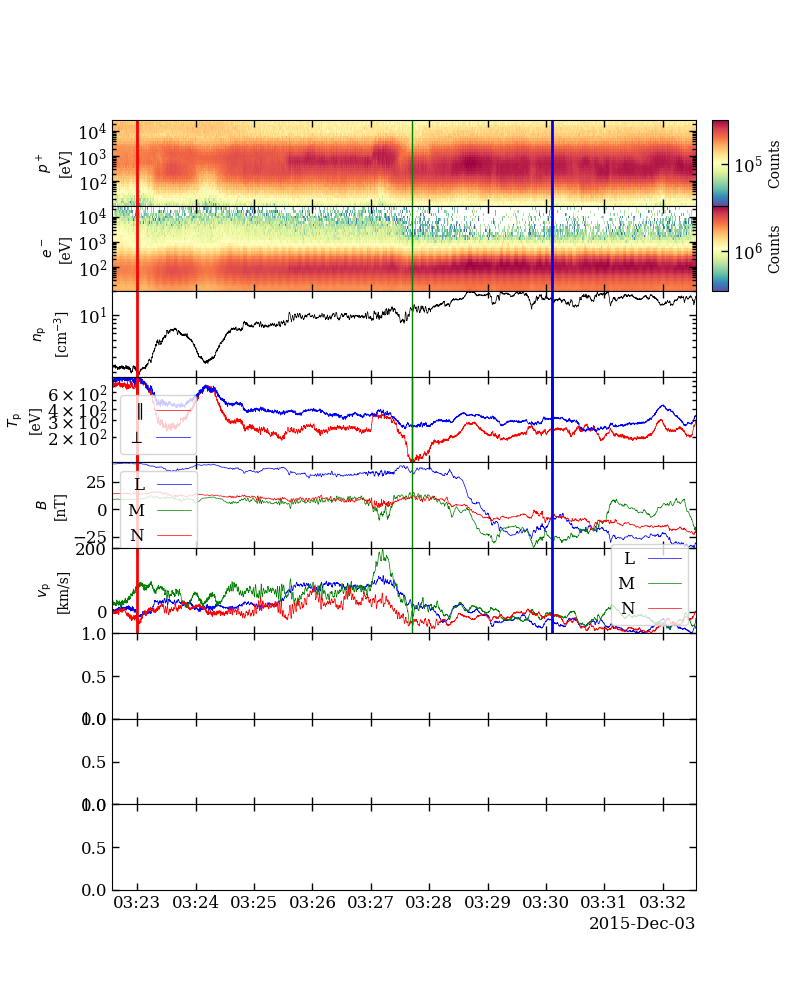 10⁴
10³
10²
p⁺
[eV]
10⁵
Counts
10⁴
10³
10²
e⁻
[eV]
10⁶
Counts
10¹
nₚ
[cm⁻³]
6 × 10²
4 × 10²
3 × 10²
2 × 10²
Tₚ
[eV]
∥
⊥
25
0
−25
B
[nT]
L
M
N
200
0
vₚ
[km/s]
L
M
N
1.0
0.5
0.0
1.0
0.5
0.0
1.0
0.5
0.0
03:23 03:24 03:25 03:26 03:27 03:28 03:29 03:30 03:31 03:32
2015-Dec-03